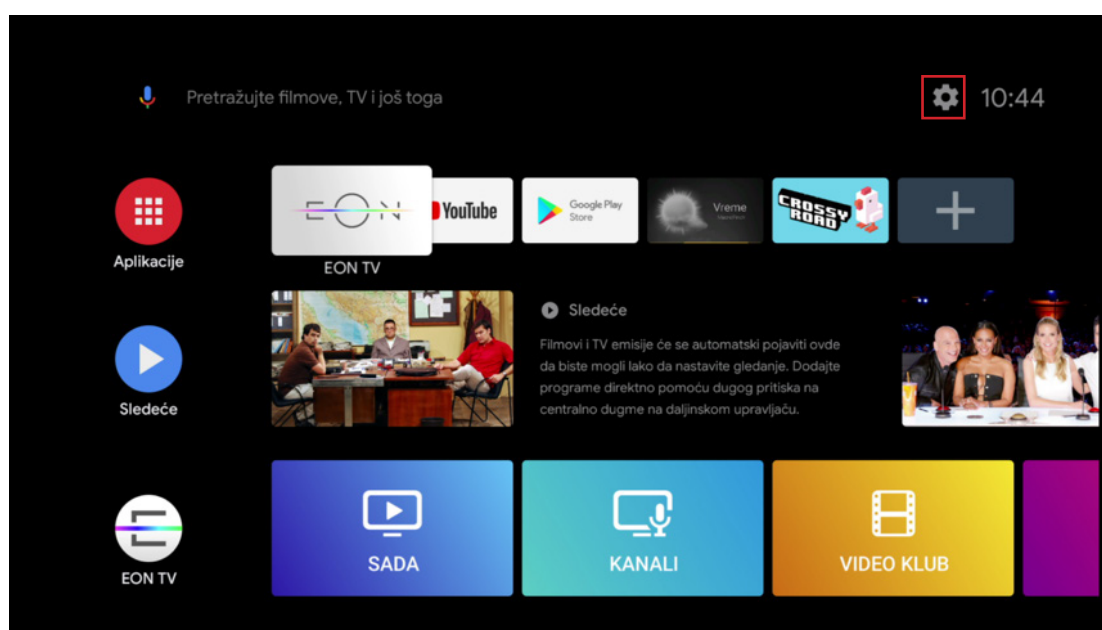 Pretražujte filmove, TV i još toga
10:44
EON
YouTube
Google Play
Store
Vreme
CROSSY
ROAD
Aplikacije
EON TV
Sledeće
Filmovi i TV emisije će se automatski pojaviti ovde
da biste mogli lako da nastavite gledanje. Dodajte
programe direktno pomoću dugog pritiska na
centralno dugme na daljinskom upravljaču.
Sledeće
SADA
KANALI
VIDEO KLUB
EON TV